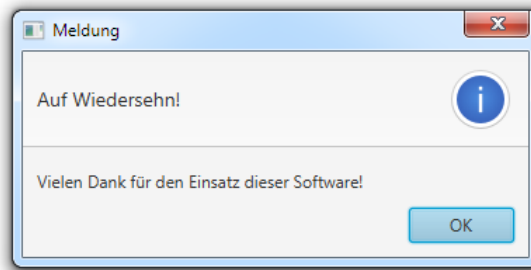 Meldung
Auf Wiedersehn!
Vielen Dank für den Einsatz dieser Software!
OK